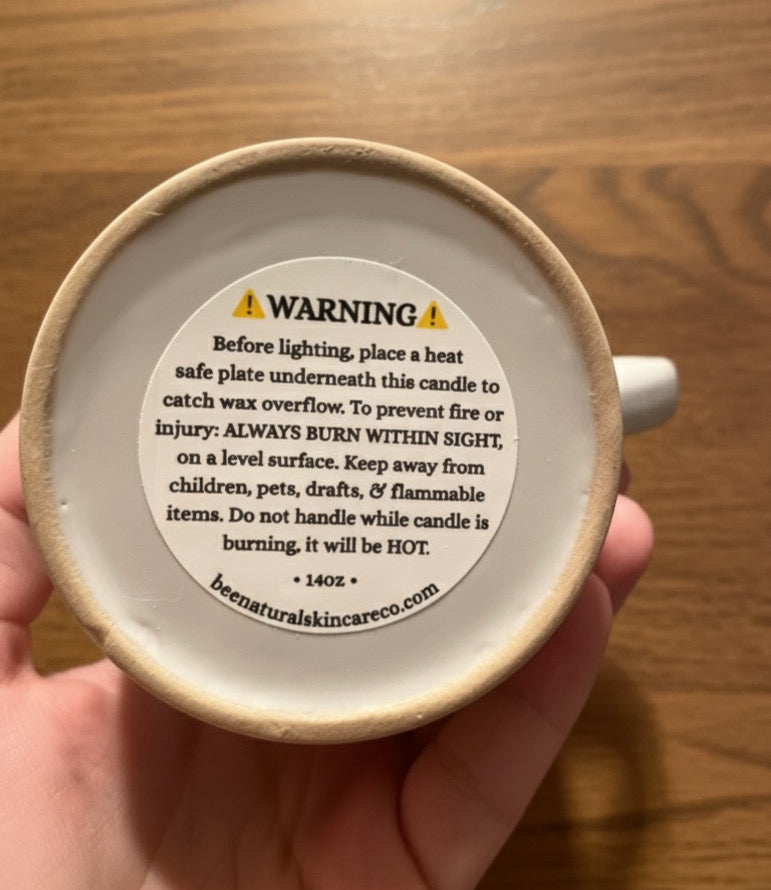 ⚠️WARNING⚠️
Before lighting, place a heat
safe plate underneath this candle to
catch wax overflow. To prevent fire or
injury: ALWAYS BURN WITHIN SIGHT,
on a level surface. Keep away from
children, pets, drafts, & flammable
items. Do not handle while candle is
burning, it will be HOT.
• 14oz •
beenaturalskincareco.com